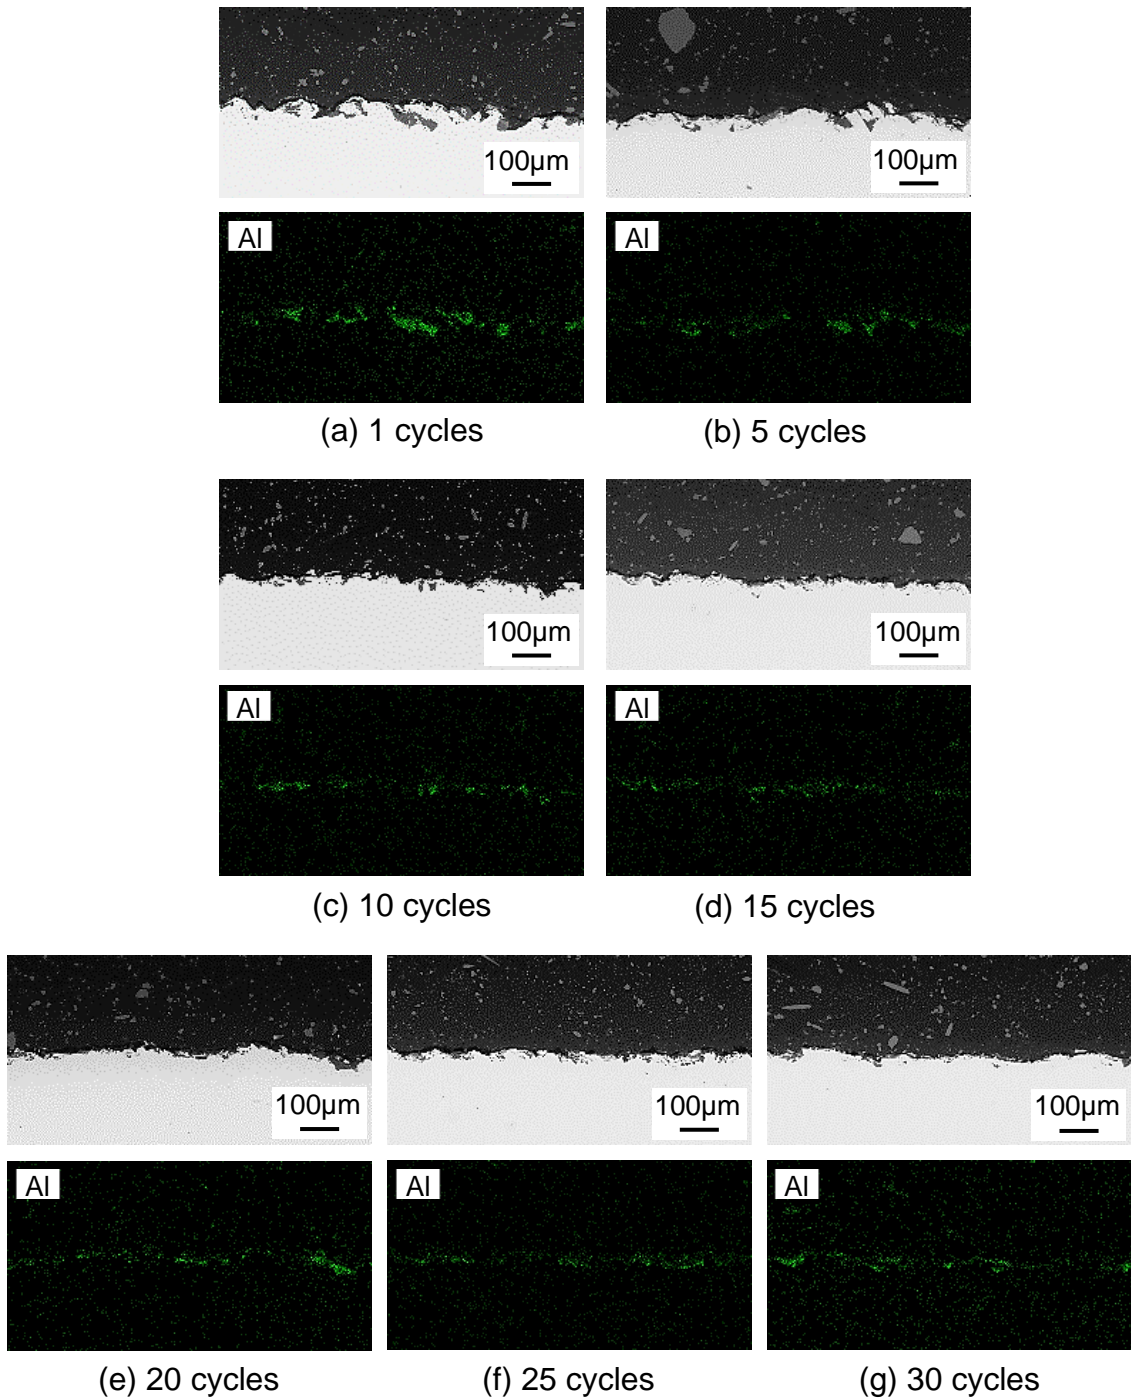 100μm
100μm
Al
Al
(a) 1 cycles
(b) 5 cycles
100μm
100μm
Al
Al
(c) 10 cycles
(d) 15 cycles
100μm
100μm
100μm
Al
Al
Al
(e) 20 cycles
(f) 25 cycles
(g) 30 cycles